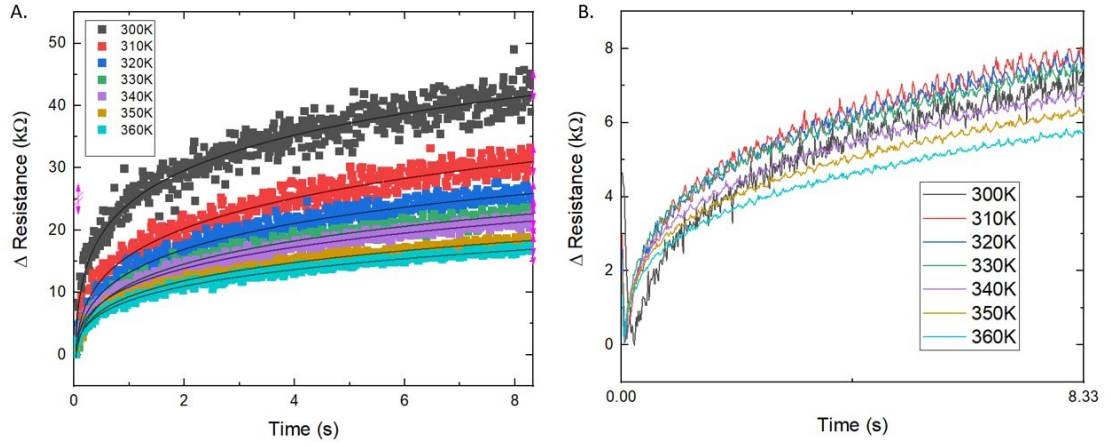 A.
50
40
30
20
10
0
Δ Resistance (kΩ)
300K
310K
320K
330K
340K
350K
360K
0
2
4
6
8
Time (s)
B.
8
6
4
2
0
Δ Resistance (kΩ)
300K
310K
320K
330K
340K
350K
360K
0.00
8.33
Time (s)